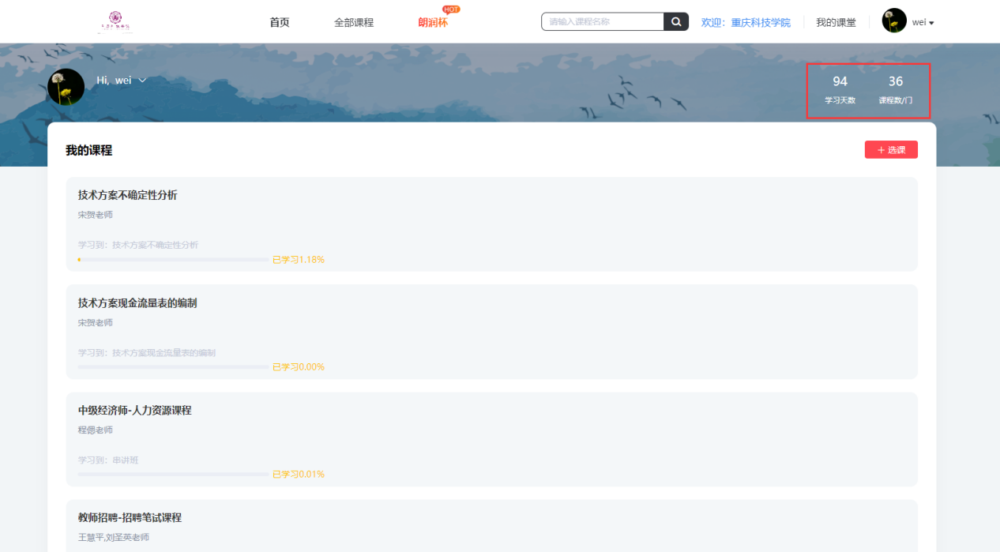 首页
全部课程
朗润杯
HOT
请输入课程名称
欢迎：重庆科技学院
我的课堂
wei
Hi, wei
94
36
学习天数
课程数/门
我的课程
+ 选课
技术方案不确定性分析
宋贺老师
学习到：技术方案不确定性分析
已学习1.18%
技术方案现金流量表的编制
宋贺老师
学习到：技术方案现金流量表的编制
已学习0.00%
中级经济师-人力资源课程
程偲老师
学习到：串讲班
已学习0.01%
教师招聘-招聘笔试课程
王慧平,刘圣英老师